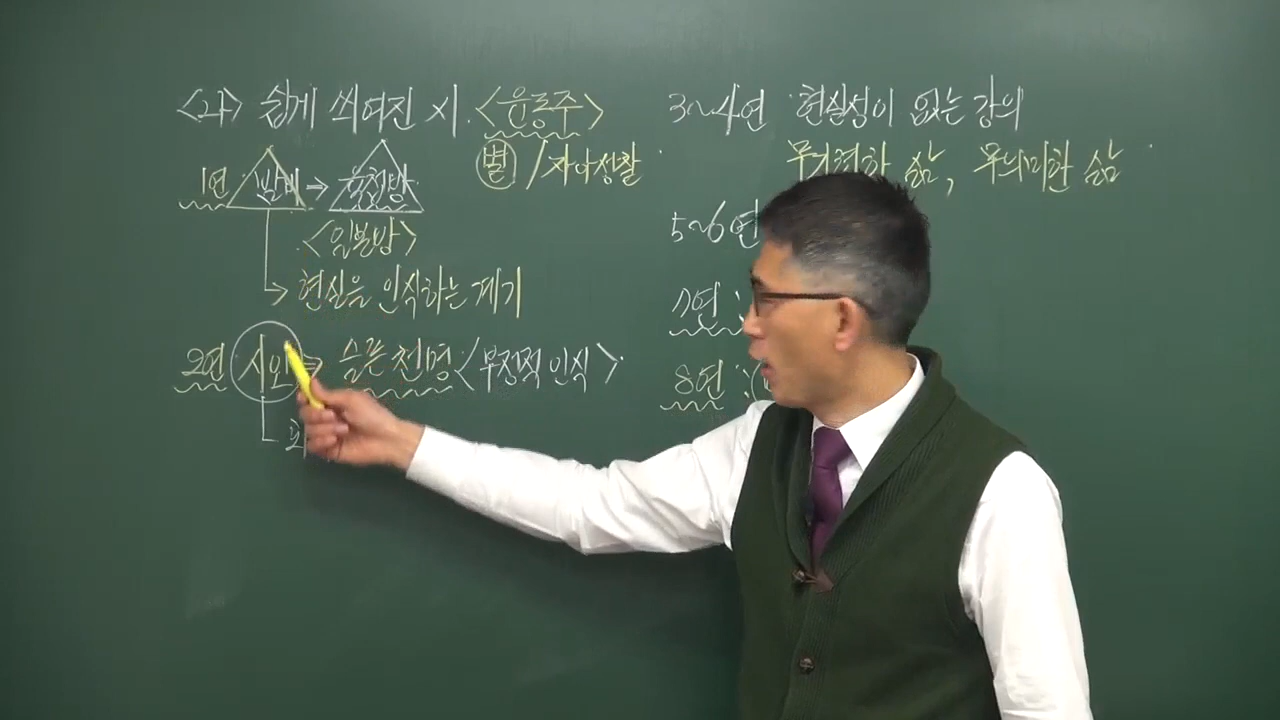 <2> 쉽게 씌여진 시. <윤동주>
별 / 자아성찰
1연 밤비 ⇒ 육첩방
<일본방>
현실을 인식하는 계기
2연 시인 ⇒ 슬픈 천명 <부정적 인식>
3~4연 현실성이 없는 강의
무기력한 삶, 무의미한 삶
5~6연
7연 :
8연 :